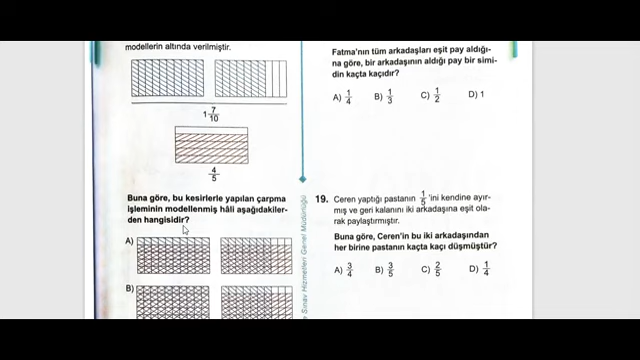 modellerin altında verilmiştir.
1 7/10
4/5
Buna göre, bu kesirlerle yapılan çarpma
işleminin modellenmiş hâli aşağıdakiler-
den hangisidir?
A)
B)
Sınav Hizmetleri Genel Müdürlüğü
Fatma'nın tüm arkadaşları eşit pay aldığı-
na göre, bir arkadaşının aldığı pay bir simi-
din kaçta kaçıdır?
A) 1/4 B) 1/3 C) 1/2 D) 1
19. Ceren yaptığı pastanın 1/5'ini kendine ayır-
mış ve geri kalanını iki arkadaşına eşit ola-
rak paylaştırmıştır.
Buna göre, Ceren'in bu iki arkadaşından
her birine pastanın kaçta kaçı düşmüştür?
A) 3/4 B) 3/5 C) 2/5 D) 1/4